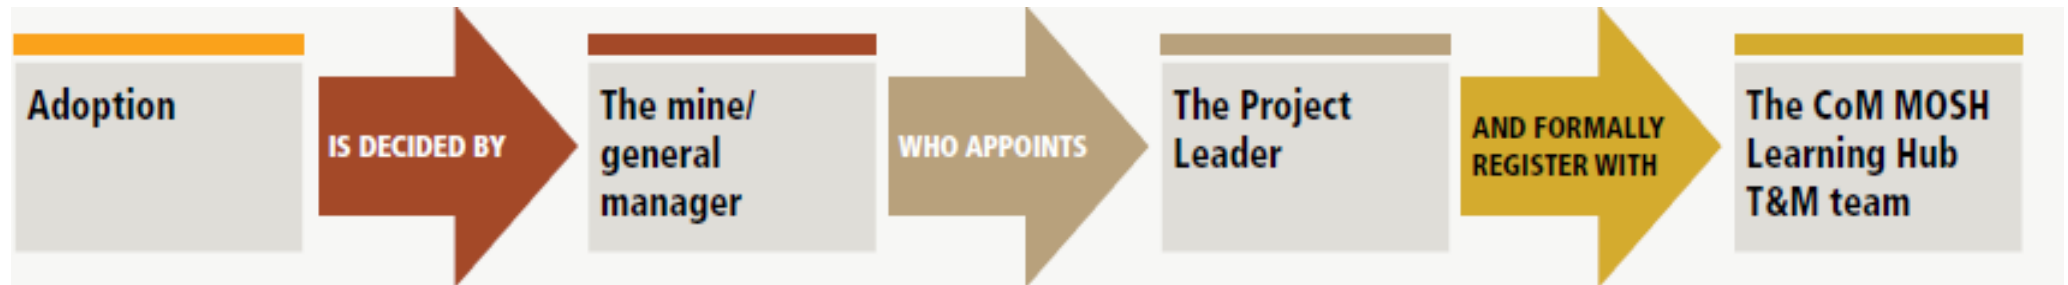 Adoption
IS DECIDED BY
The mine/
general
manager
WHO APPOINTS
The Project
Leader
AND FORMALLY
REGISTER WITH
The CoM MOSH
Learning Hub
T&M team